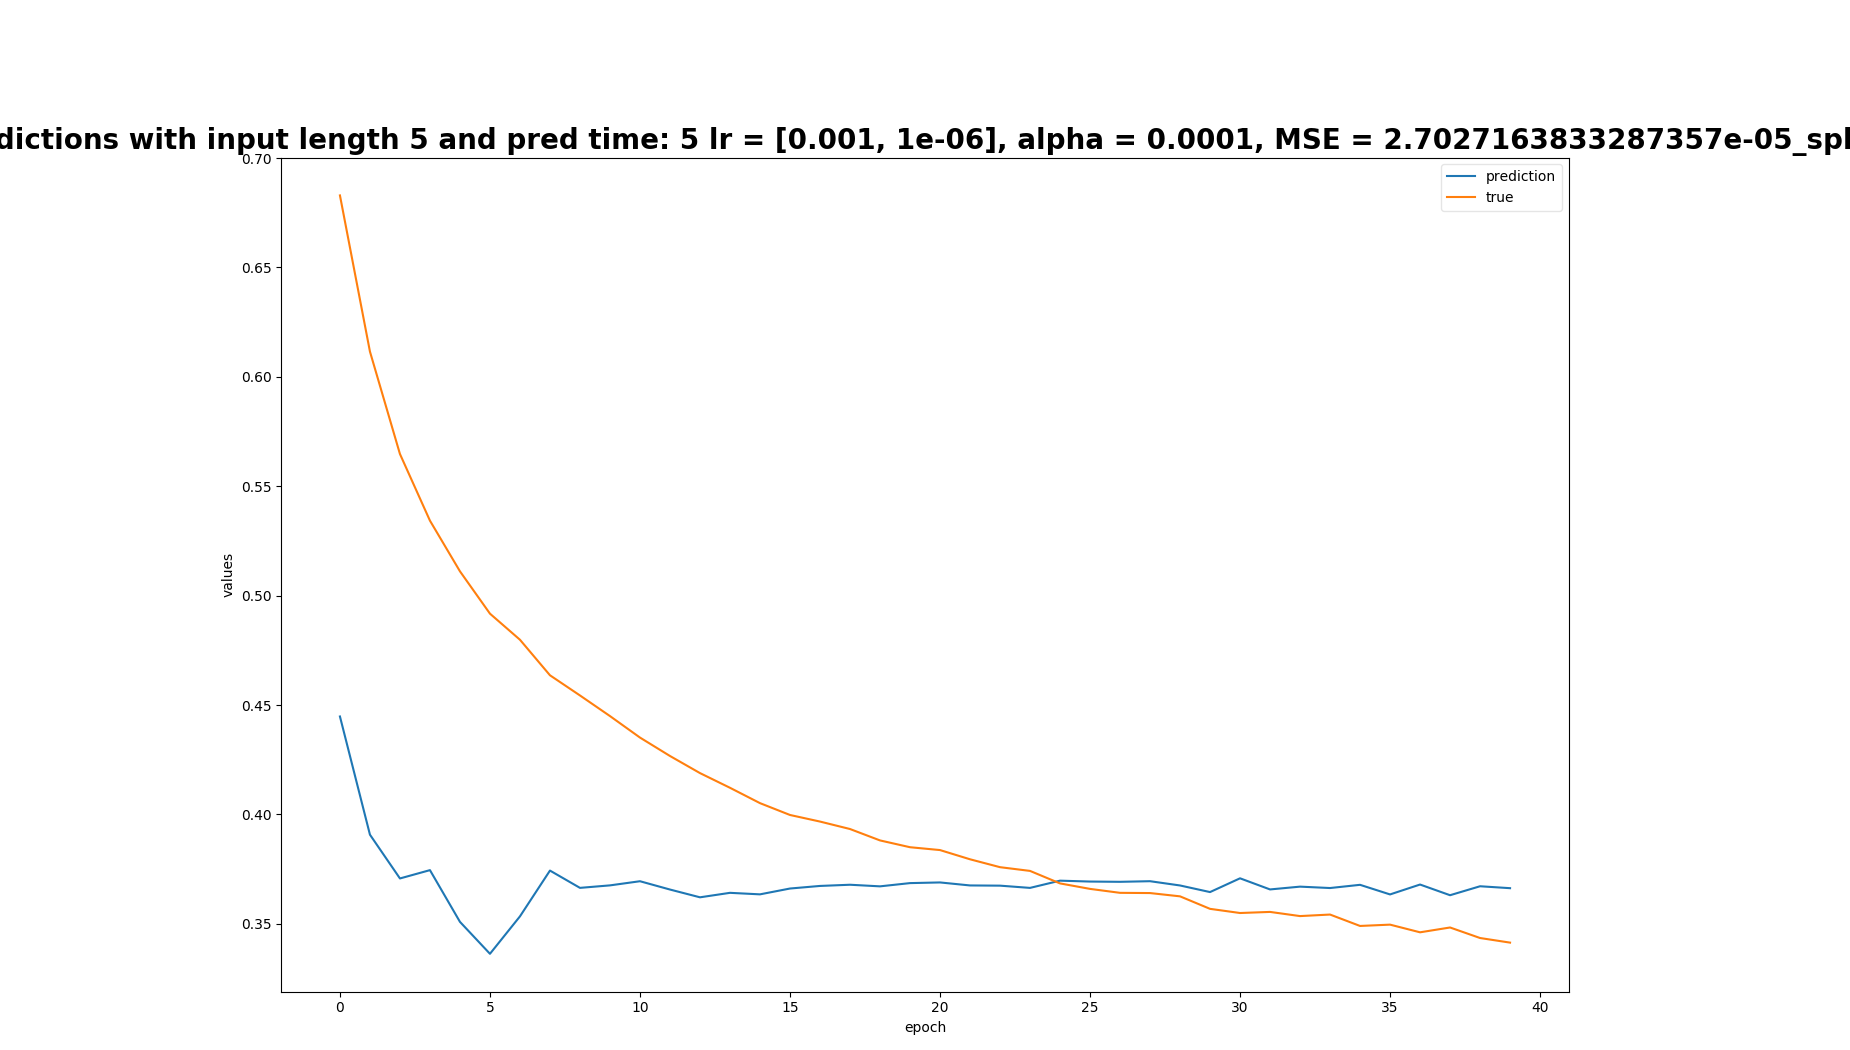 dictions with input length 5 and pred time: 5 lr = [0.001, 1e-06], alpha = 0.0001, MSE = 2.7027163833287357e-05_spl
prediction
true
0.70
0.65
0.60
0.55
0.50
0.45
0.40
0.35
values
0 5 10 15 20 25 30 35 40
epoch